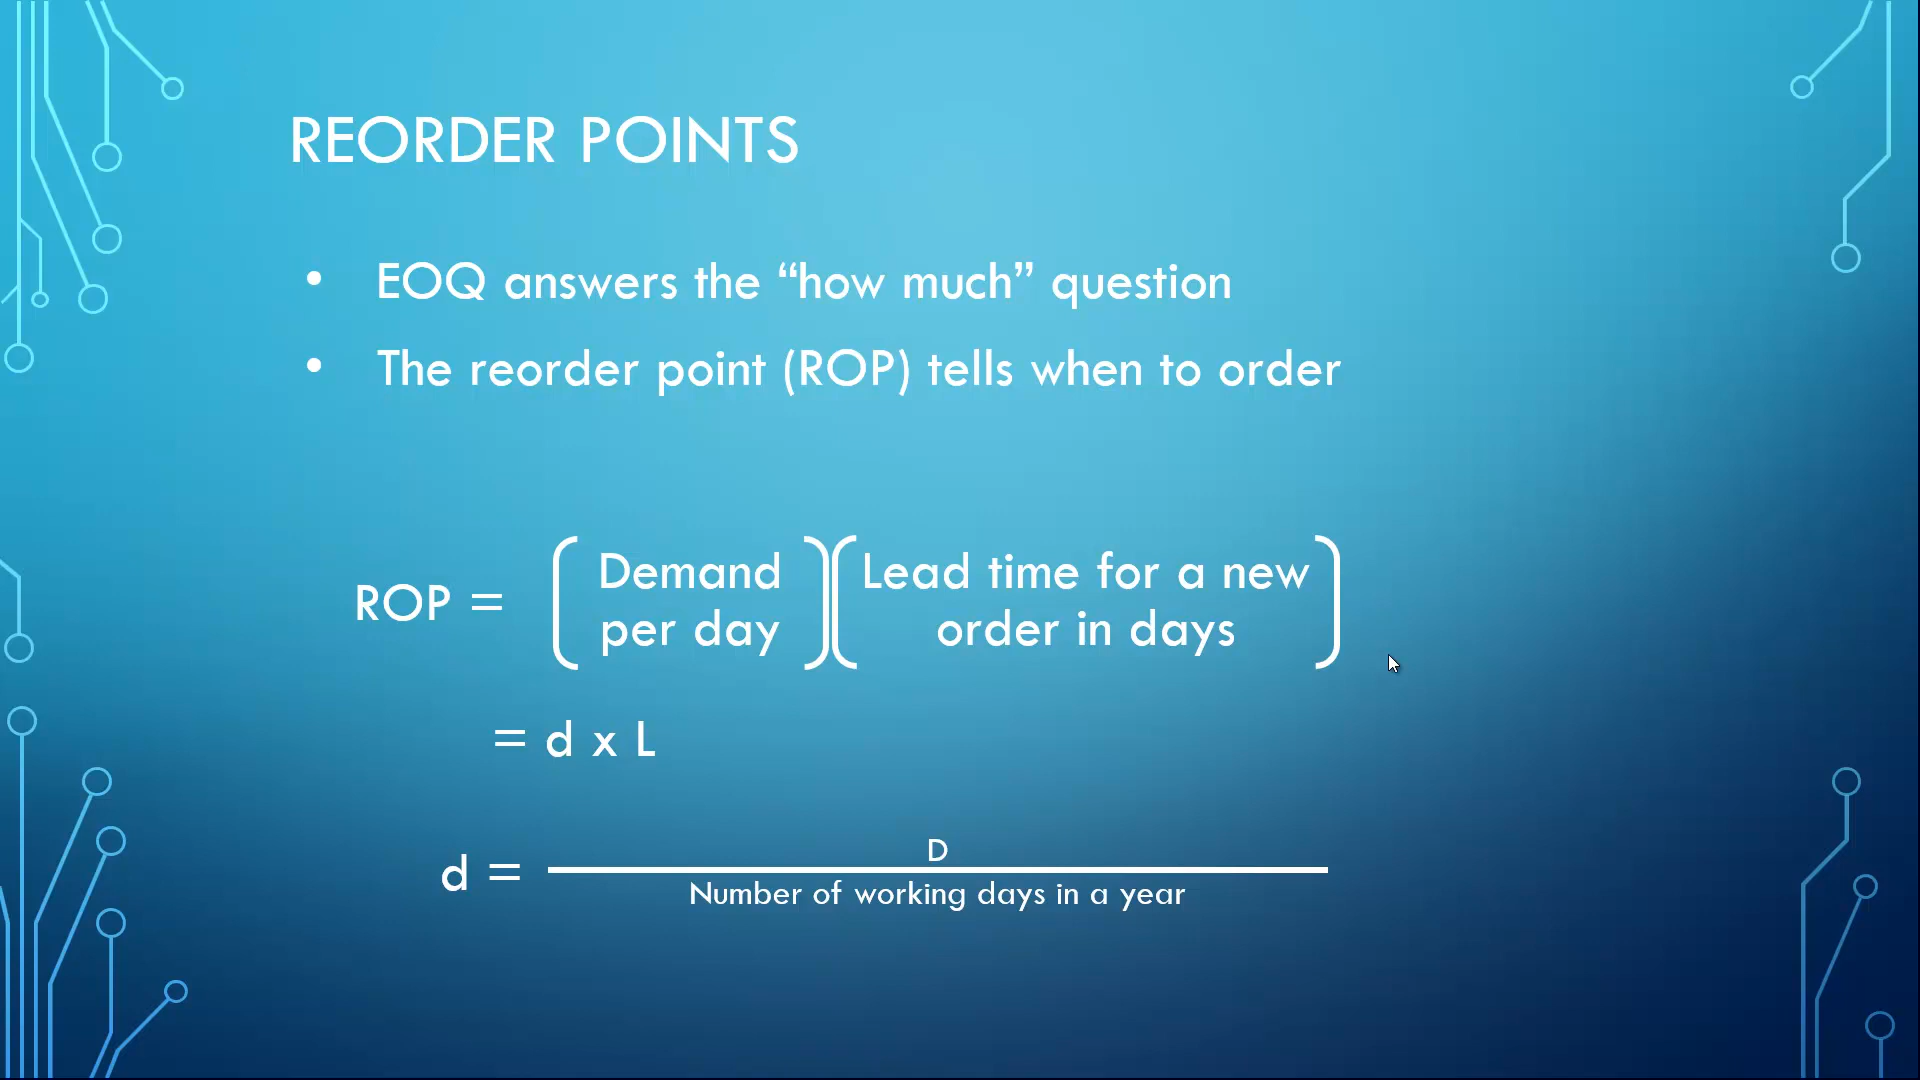 REORDER POINTS
• EOQ answers the “how much” question
• The reorder point (ROP) tells when to order
ROP = (Demand per day)(Lead time for a new order in days)
= d x L
d = D
Number of working days in a year